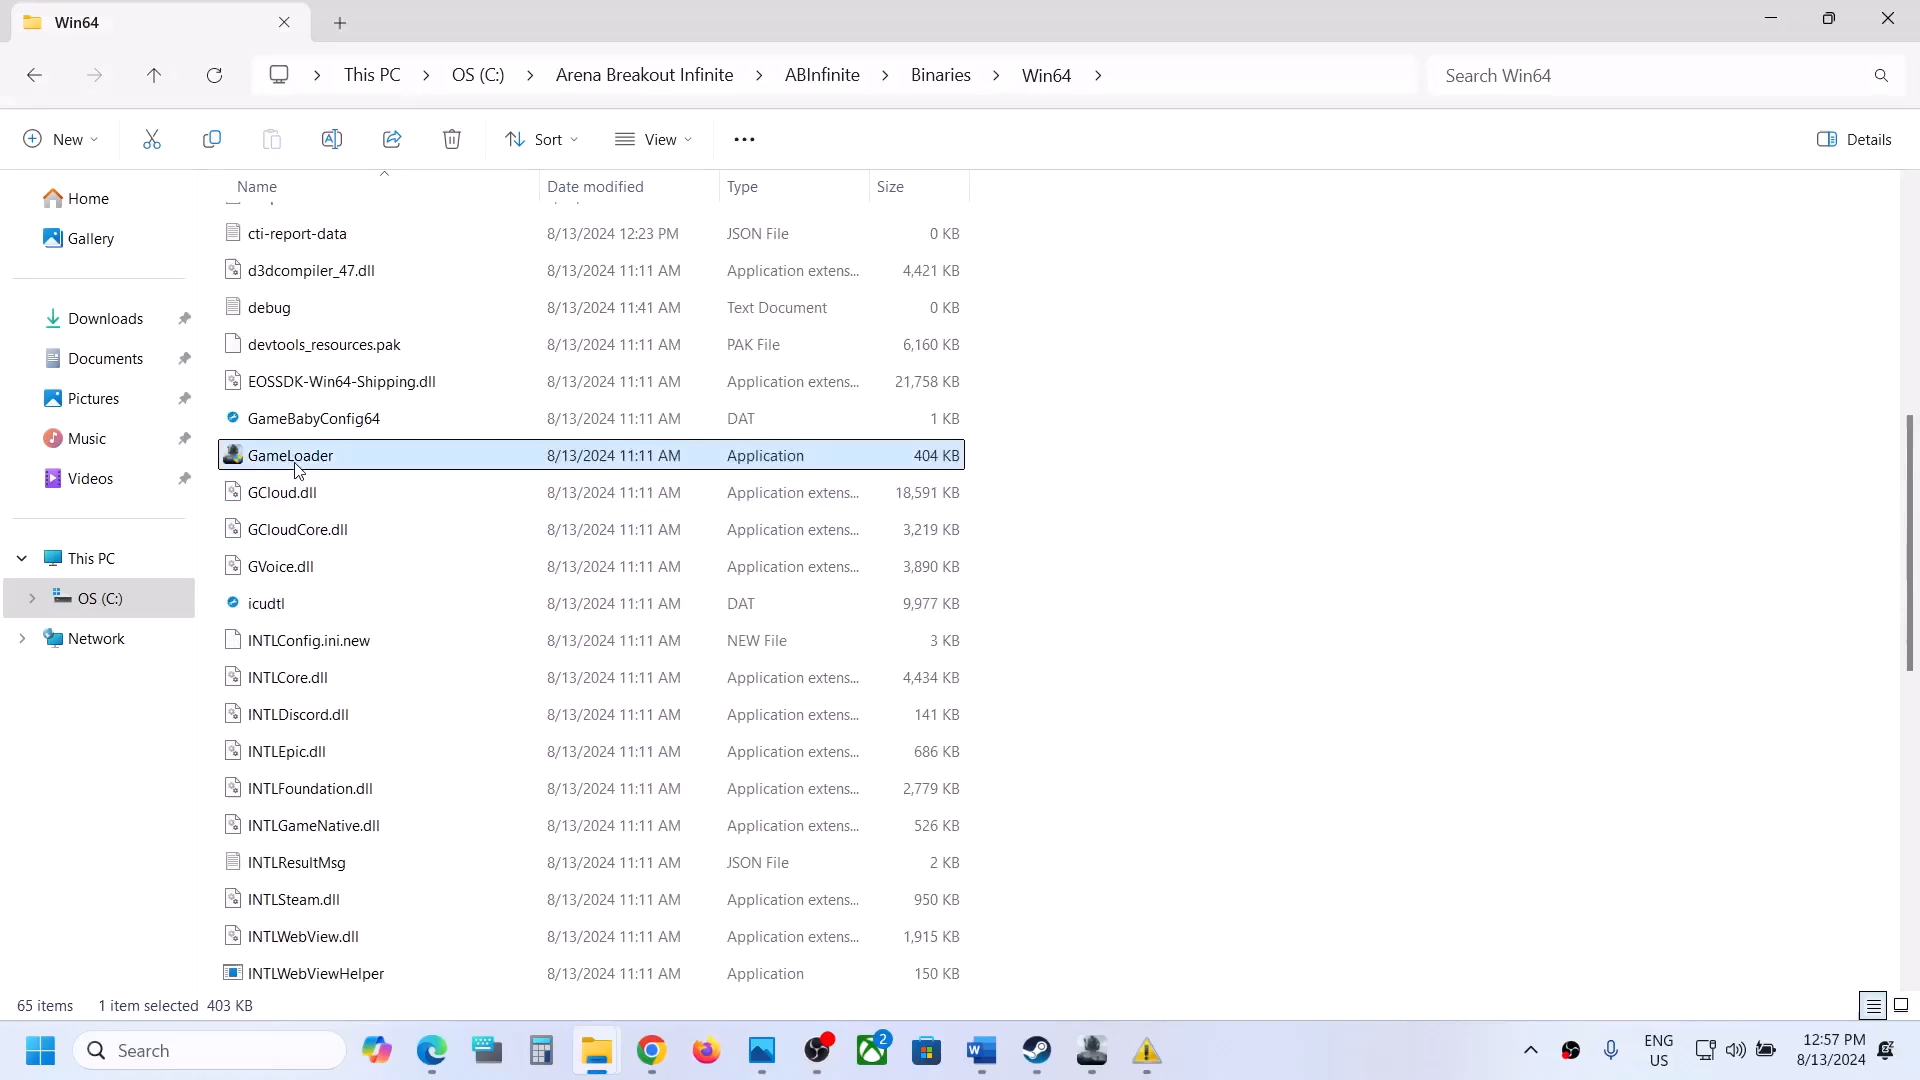 Win64
This PC > OS (C:) > Arena Breakout Infinite > ABInfinite > Binaries > Win64 >
Search Win64
New
Sort
View
Details
Home
Gallery
Downloads
Documents
Pictures
Music
Videos
This PC
OS (C:)
Network
Name Date modified Type Size
cti-report-data 8/13/2024 12:23 PM JSON File 0 KB
d3dcompiler_47.dll 8/13/2024 11:11 AM Application extens... 4,421 KB
debug 8/13/2024 11:41 AM Text Document 0 KB
devtools_resources.pak 8/13/2024 11:11 AM PAK File 6,160 KB
EOSSDK-Win64-Shipping.dll 8/13/2024 11:11 AM Application extens... 21,758 KB
GameBabyConfig64 8/13/2024 11:11 AM DAT 1 KB
GameLoader 8/13/2024 11:11 AM Application 404 KB
GCloud.dll 8/13/2024 11:11 AM Application extens... 18,591 KB
GCloudCore.dll 8/13/2024 11:11 AM Application extens... 3,219 KB
GVoice.dll 8/13/2024 11:11 AM Application extens... 3,890 KB
icudtl 8/13/2024 11:11 AM DAT 9,977 KB
INTLConfig.ini.new 8/13/2024 11:11 AM NEW File 3 KB
INTLCore.dll 8/13/2024 11:11 AM Application extens... 4,434 KB
INTLDiscord.dll 8/13/2024 11:11 AM Application extens... 141 KB
INTLEpic.dll 8/13/2024 11:11 AM Application extens... 686 KB
INTLFoundation.dll 8/13/2024 11:11 AM Application extens... 2,779 KB
INTLGameNative.dll 8/13/2024 11:11 AM Application extens... 526 KB
INTLResultMsg 8/13/2024 11:11 AM JSON File 2 KB
INTLSteam.dll 8/13/2024 11:11 AM Application extens... 950 KB
INTLWebView.dll 8/13/2024 11:11 AM Application extens... 1,915 KB
INTLWebViewHelper 8/13/2024 11:11 AM Application 150 KB
65 items 1 item selected 403 KB
Search
2
ENG
US
12:57 PM
8/13/2024